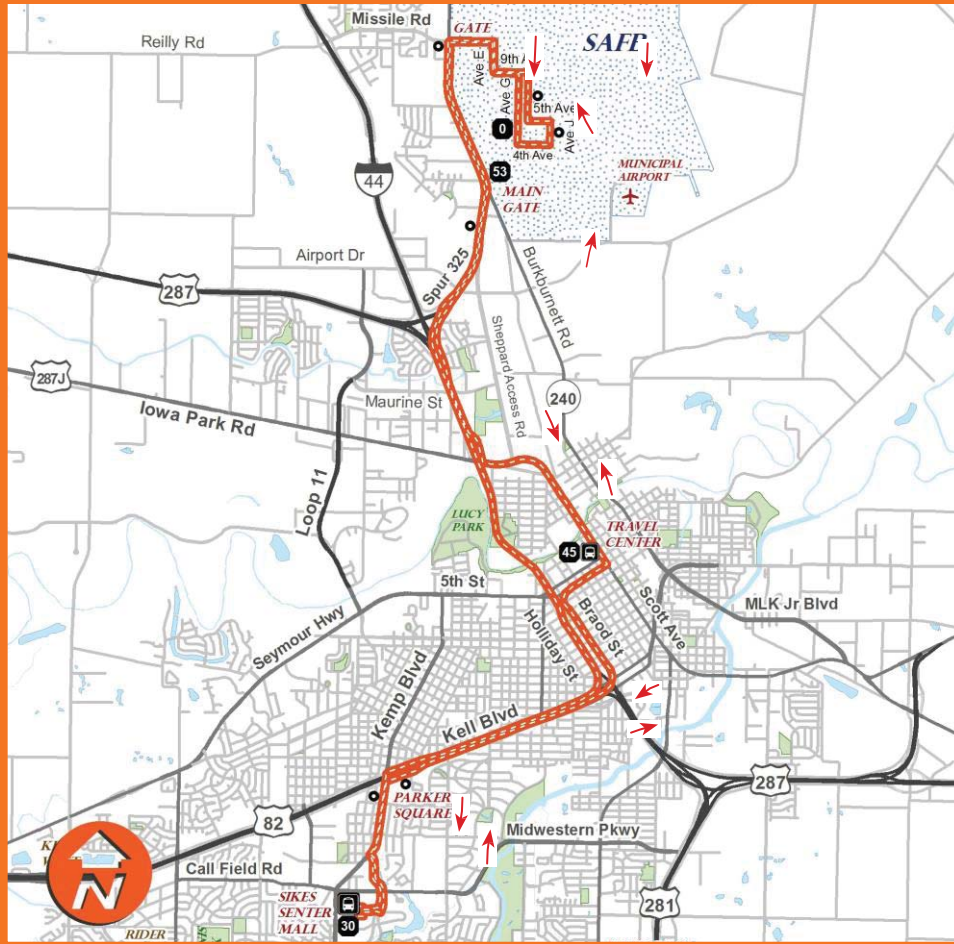 Missile Rd
GATE
SAFB
Reilly Rd
Ave E
Ave G
5th Ave
0
Ave J
4th Ave
MUNICIPAL
AIRPORT
44
53
MAIN
GATE
Airport Dr
Spur 325
Burkburnett Rd
287
Sheppard Access Rd
287J
Maurine St
240
Iowa Park Rd
Loop 11
LUCY
PARK
TRAVEL
CENTER
45
5th St
Seymour Hwy
Holliday St
Braod St
Scott Ave
MLK Jr Blvd
Kemp Blvd
Kell Blvd
287
PARKER
SQUARE
82
Midwestern Pkwy
Call Field Rd
N
SIKES
SENTER
MALL
30
281
RIDER